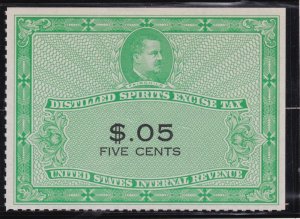 DISTILLED SPIRITS EXCISE TAX
$.05
FIVE CENTS
UNITED STATES INTERNAL REVENUE